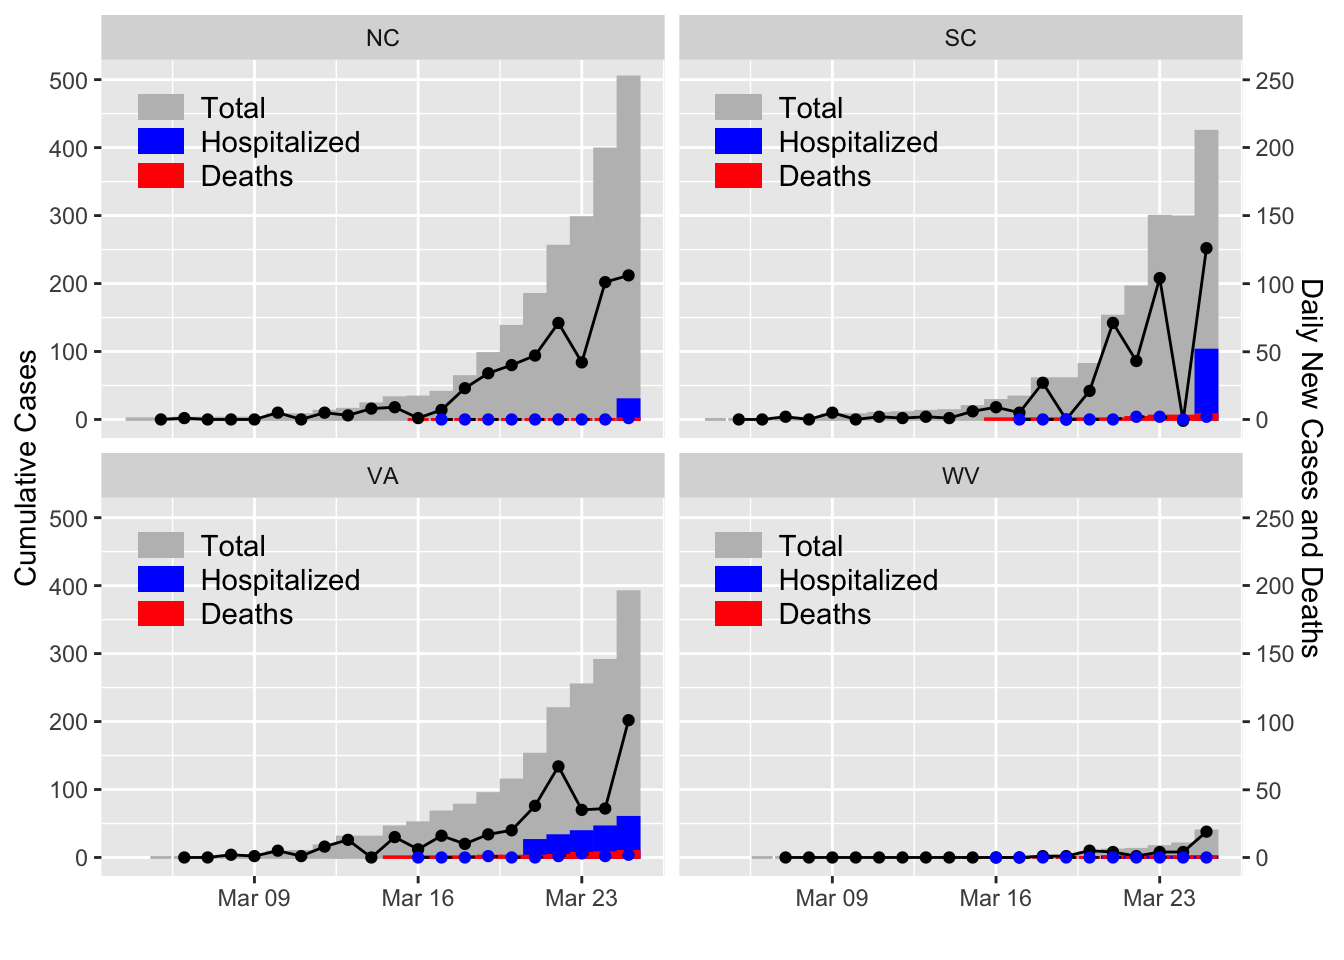 NC
SC
500
400
300
200
100
0
Total
Hospitalized
Deaths
Total
Hospitalized
Deaths
250
200
150
100
50
0
Cumulative Cases
Daily New Cases and Deaths
VA
WV
500
400
300
200
100
0
Total
Hospitalized
Deaths
Total
Hospitalized
Deaths
250
200
150
100
50
0
Mar 09
Mar 16
Mar 23
Mar 09
Mar 16
Mar 23